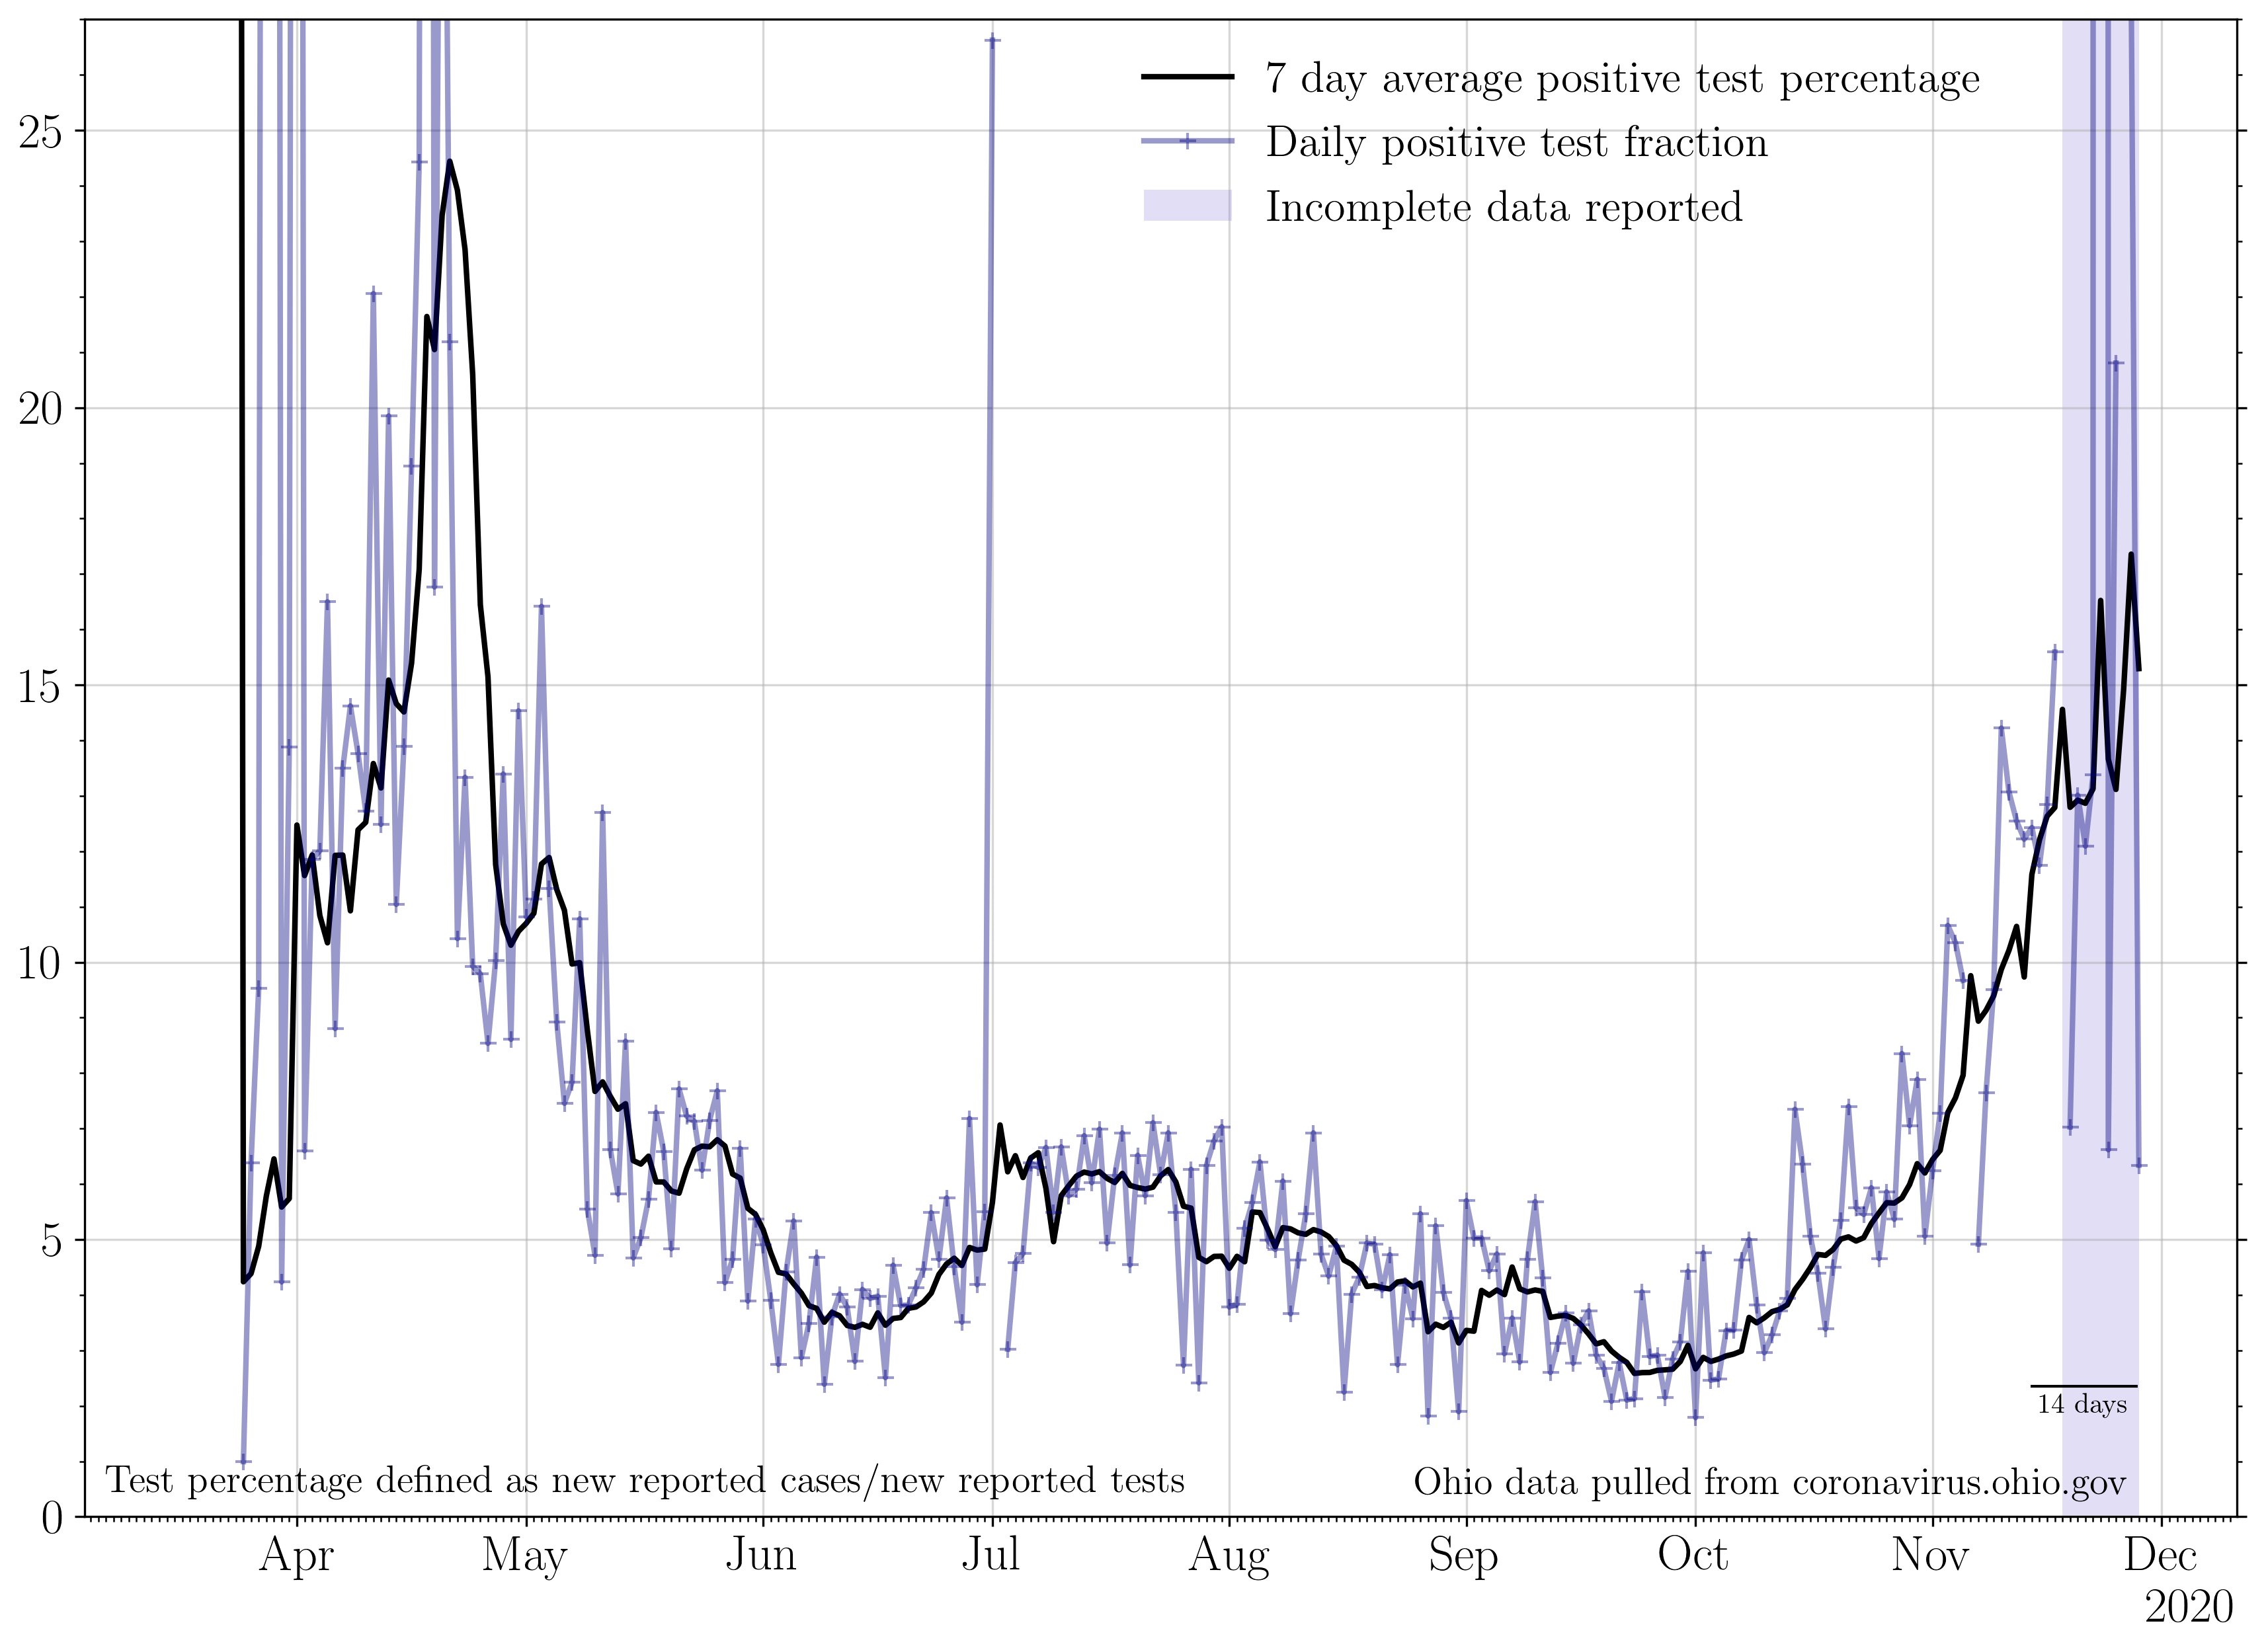 7 day average positive test percentage
Daily positive test fraction
Incomplete data reported
25
20
15
10
5
0
14 days
Test percentage defined as new reported cases/new reported tests
Ohio data pulled from coronavirus.ohio.gov
Apr May Jun Jul Aug Sep Oct Nov Dec
2020